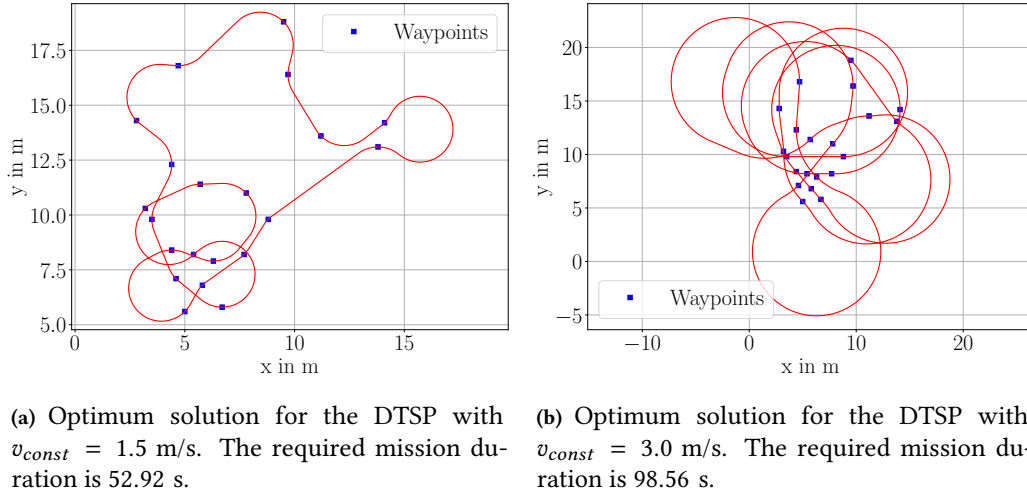 17.5
15.0
12.5
10.0
7.5
5.0
0
5
10
15
y in m
x in m
Waypoints
20
15
10
5
0
−5
−10
0
10
20
y in m
x in m
Waypoints
(a) Optimum solution for the DTSP with
v_const = 1.5 m/s. The required mission du-
ration is 52.92 s.
(b) Optimum solution for the DTSP with
v_const = 3.0 m/s. The required mission du-
ration is 98.56 s.